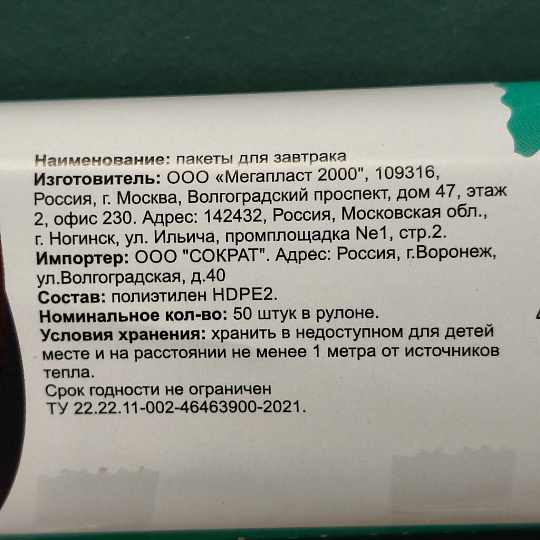 Наименование: пакеты для завтрака
Изготовитель: ООО «Мегапласт 2000", 109316,
Россия, г. Москва, Волгоградский проспект, дом 47, этаж
2, офис 230. Адрес: 142432, Россия, Московская обл.,
г. Ногинск, ул. Ильича, промплощадка №1, стр.2.
Импортер: ООО "СОКРАТ". Адрес: Россия, г.Воронеж,
ул.Волгоградская, д.40
Состав: полиэтилен HDPE2.
Номинальное кол-во: 50 штук в рулоне.
Условия хранения: хранить в недоступном для детей
месте и на расстоянии не менее 1 метра от источников
тепла.
Срок годности не ограничен
ТУ 22.22.11-002-46463900-2021.